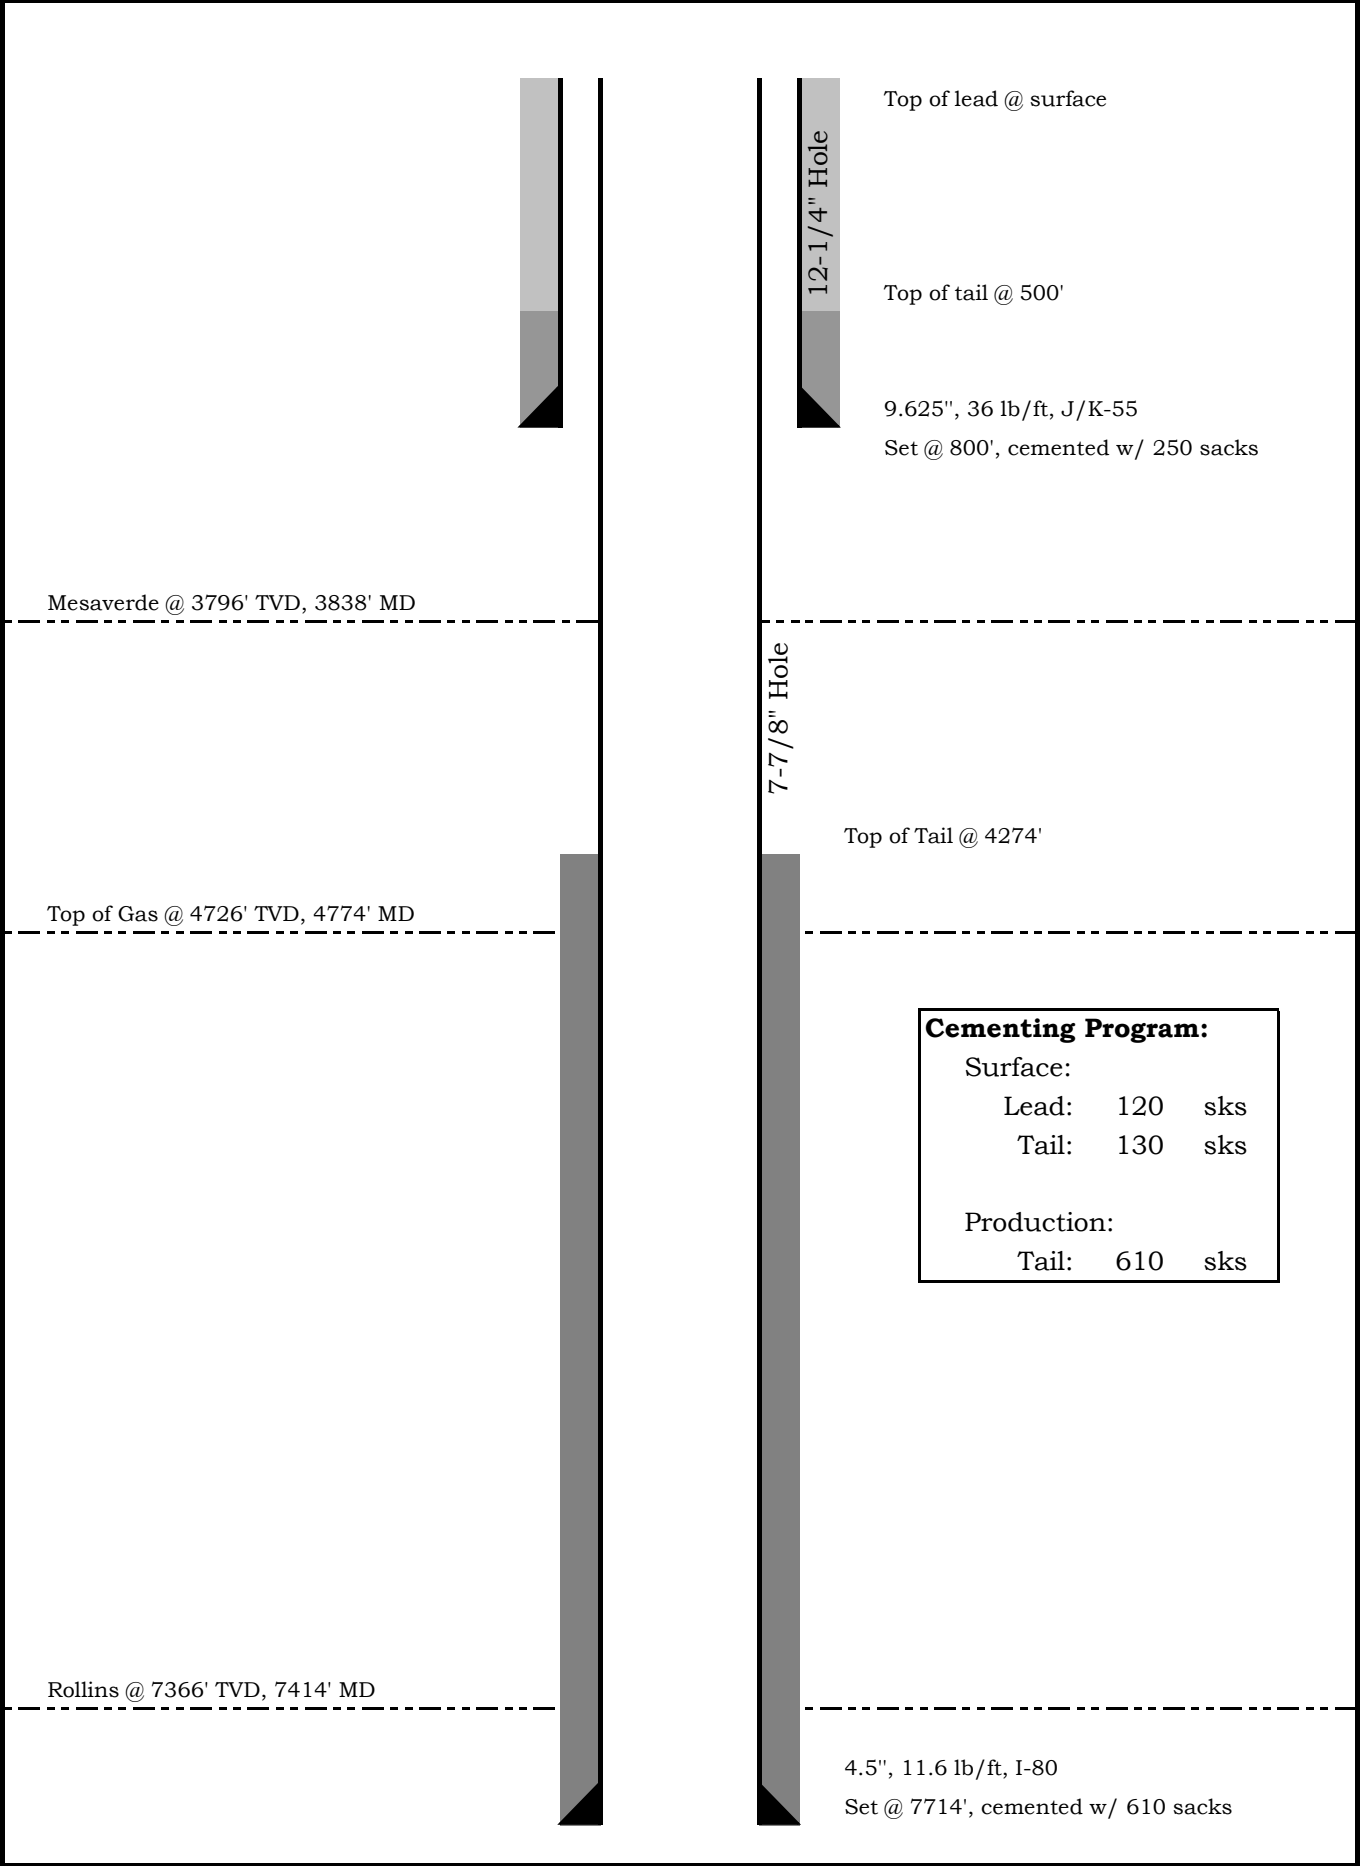 Top of lead @ surface
12-1/4" Hole
Top of tail @ 500'
9.625", 36 lb/ft, J/K-55
Set @ 800', cemented w/ 250 sacks
Mesaverde @ 3796' TVD, 3838' MD
7-7/8" Hole
Top of Tail @ 4274'
Top of Gas @ 4726' TVD, 4774' MD
Cementing Program:
Surface:
Lead: 120 sks
Tail: 130 sks
Production:
Tail: 610 sks
Rollins @ 7366' TVD, 7414' MD
4.5", 11.6 lb/ft, I-80
Set @ 7714', cemented w/ 610 sacks